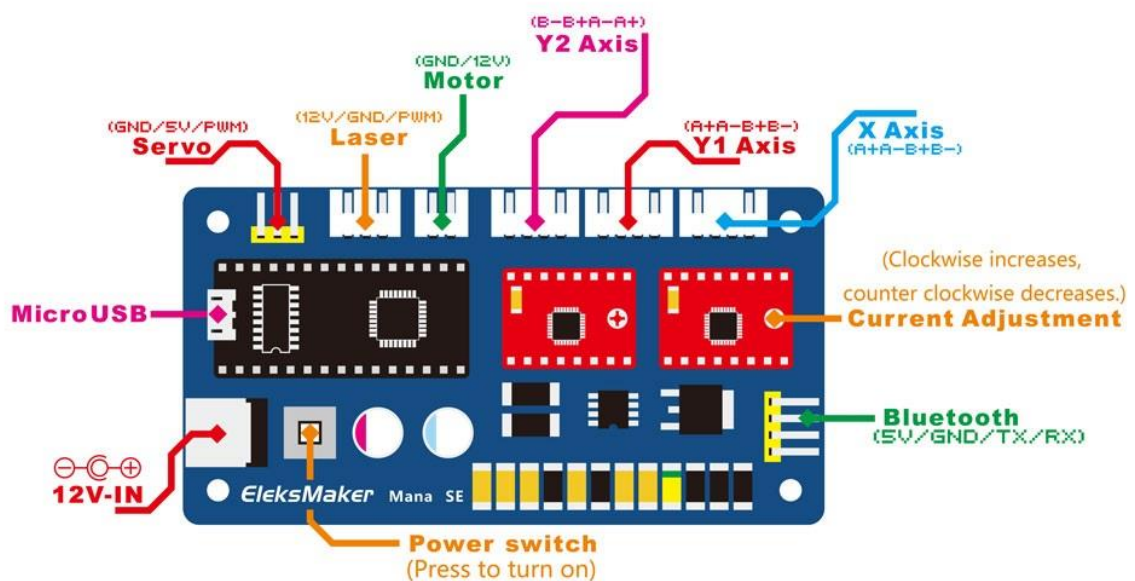 (B-B+A-A+)
Y2 Axis
(GND/12V)
Motor
(GND/5V/PWM)
Servo
(12V/GND/PWM)
Laser
(A+A-B+B-)
Y1 Axis
X Axis
(A+A-B+B-)
(Clockwise increases,
counter clockwise decreases.)
Current Adjustment
MicroUSB
Bluetooth
(5V/GND/TX/RX)
12V-IN
EleksMaker Mana SE
Power switch
(Press to turn on)